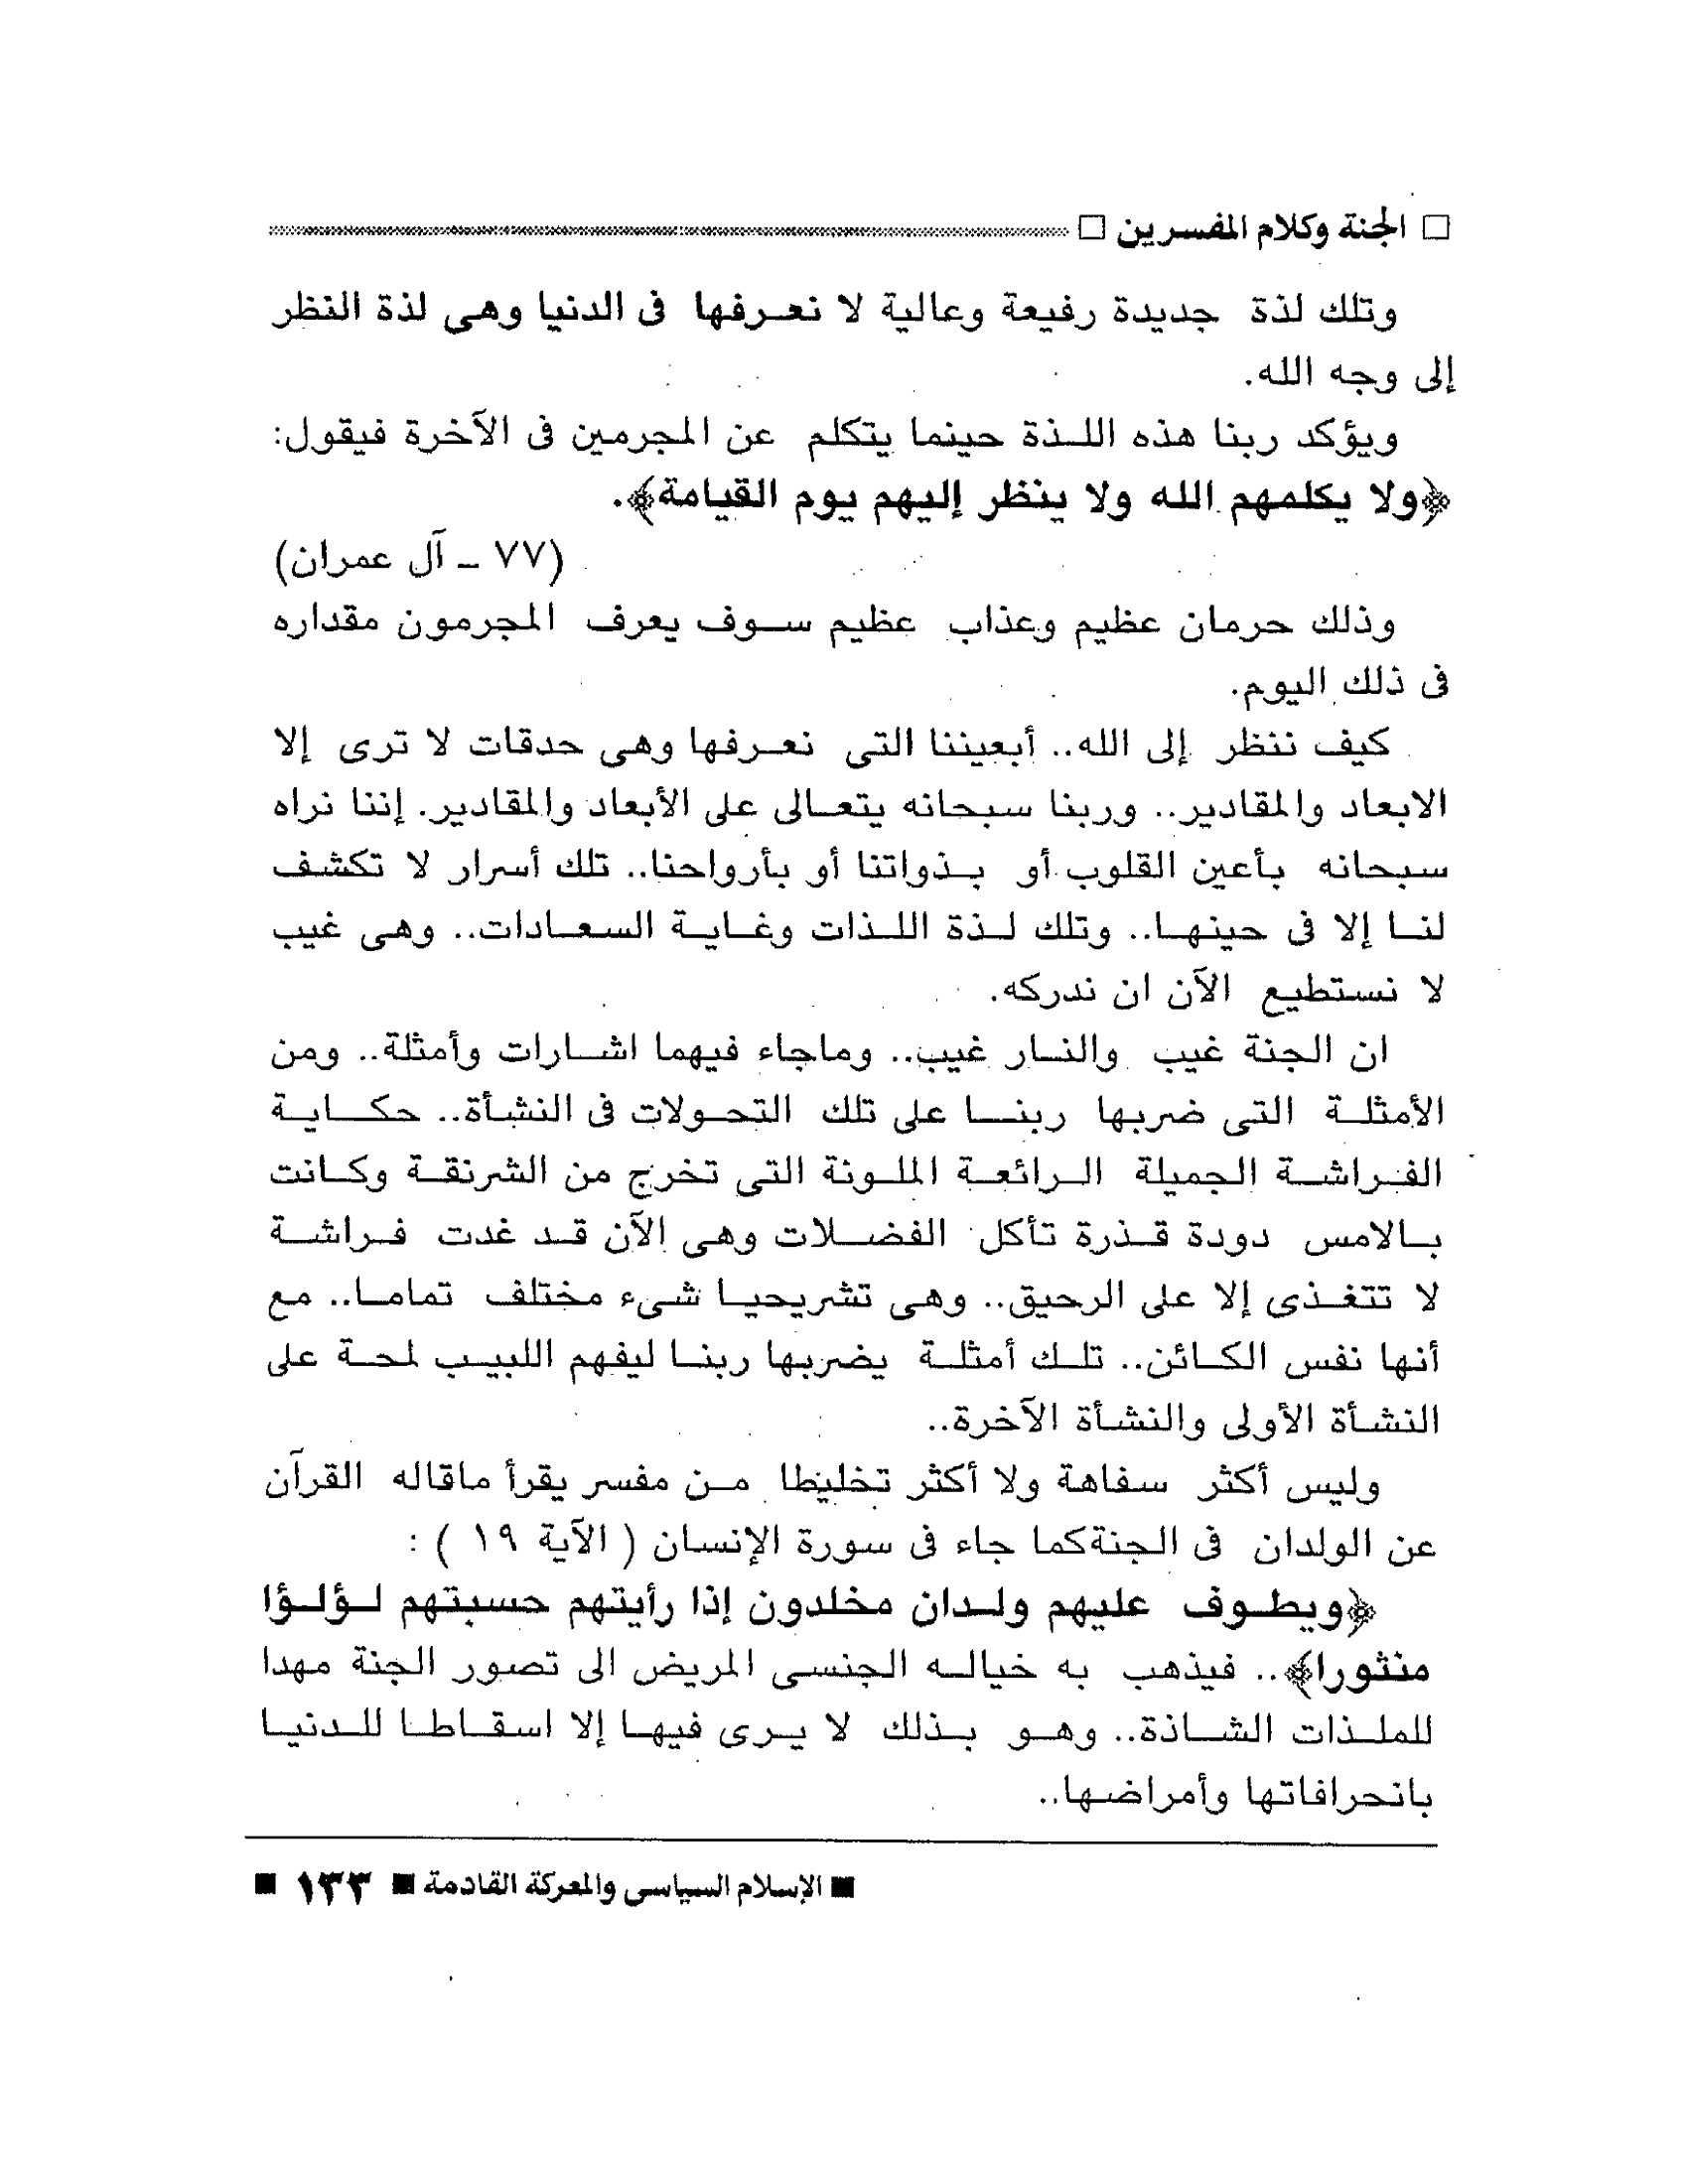 □ الجنة وكلام المفسرين □
وتلك لذة جديدة رفيعة وعالية لا نعرفها فى الدنيا وهى لذة النظر
إلى وجه الله.
ويؤكد ربنا هذه اللذة حينما يتكلم عن المجرمين فى الآخرة فيقول:
﴿ولا يكلمهم الله ولا ينظر إليهم يوم القيامة﴾.
(٧٧ ـ آل عمران)
وذلك حرمان عظيم وعذاب عظيم سوف يعرف المجرمون مقداره
فى ذلك اليوم.
كيف ننظر إلى الله.. أبعيننا التى نعرفها وهى حدقات لا ترى إلا
الابعاد والمقادير.. وربنا سبحانه يتعالى على الأبعاد والمقادير. إننا نراه
سبحانه بأعين القلوب أو بذواتنا أو بأرواحنا.. تلك أسرار لا تكشف
لنا إلا فى حينها.. وتلك لذة اللذات وغاية السعادات.. وهى غيب
لا نستطيع الآن ان ندركه.
ان الجنة غيب والنار غيب.. وماجاء فيهما اشارات وأمثلة.. ومن
الأمثلة التى ضربها ربنا على تلك التحولات فى النشأة.. حكاية
الفراشة الجميلة الرائعة الملونة التى تخرج من الشرنقة وكانت
بالامس دودة قذرة تأكل الفضلات وهى الآن قد غدت فراشة
لا تتغذى إلا على الرحيق.. وهى تشريحيا شىء مختلف تماما.. مع
أنها نفس الكائن.. تلك أمثلة يضربها ربنا ليفهم اللبيب لمحة على
النشأة الأولى والنشأة الآخرة..
وليس أكثر سفاهة ولا أكثر تخليطا من مفسر يقرأ ماقاله القرآن
عن الولدان فى الجنةكما جاء فى سورة الإنسان ( الآية ١٩ ) :
﴿ويطوف عليهم ولدان مخلدون إذا رأيتهم حسبتهم لؤلؤا
منثورا﴾.. فيذهب به خياله الجنسى المريض الى تصور الجنة مهدا
للملذات الشاذة.. وهو بذلك لا يرى فيها إلا اسقاطا للدنيا
بانحرافاتها وأمراضها..
■ الإسلام السياسى والمعركة القادمة ■ ١٣٣ ■